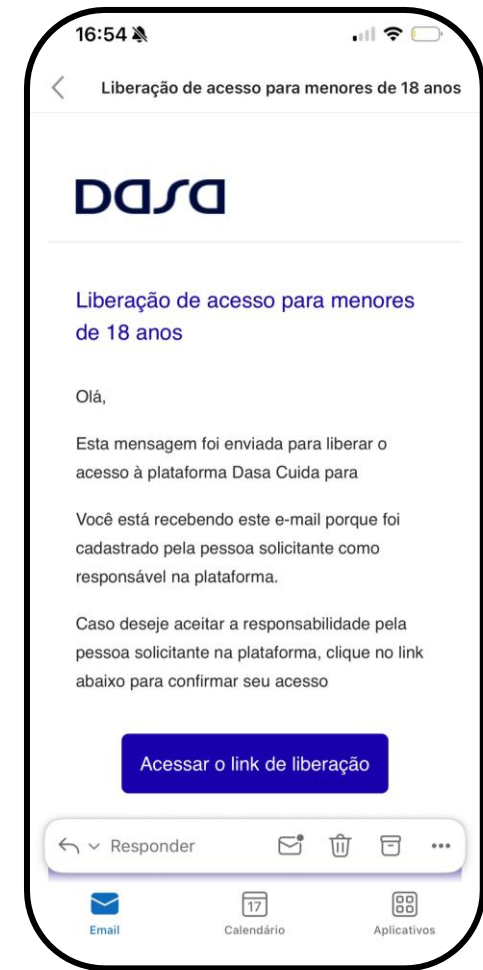 16:54
Liberação de acesso para menores de 18 anos
Dasa
Liberação de acesso para menores
de 18 anos
Olá,
Esta mensagem foi enviada para liberar o
acesso à plataforma Dasa Cuida para
Você está recebendo este e-mail porque foi
cadastrado pela pessoa solicitante como
responsável na plataforma.
Caso deseje aceitar a responsabilidade pela
pessoa solicitante na plataforma, clique no link
abaixo para confirmar seu acesso
Acessar o link de liberação
Responder
17
Email Calendário Aplicativos